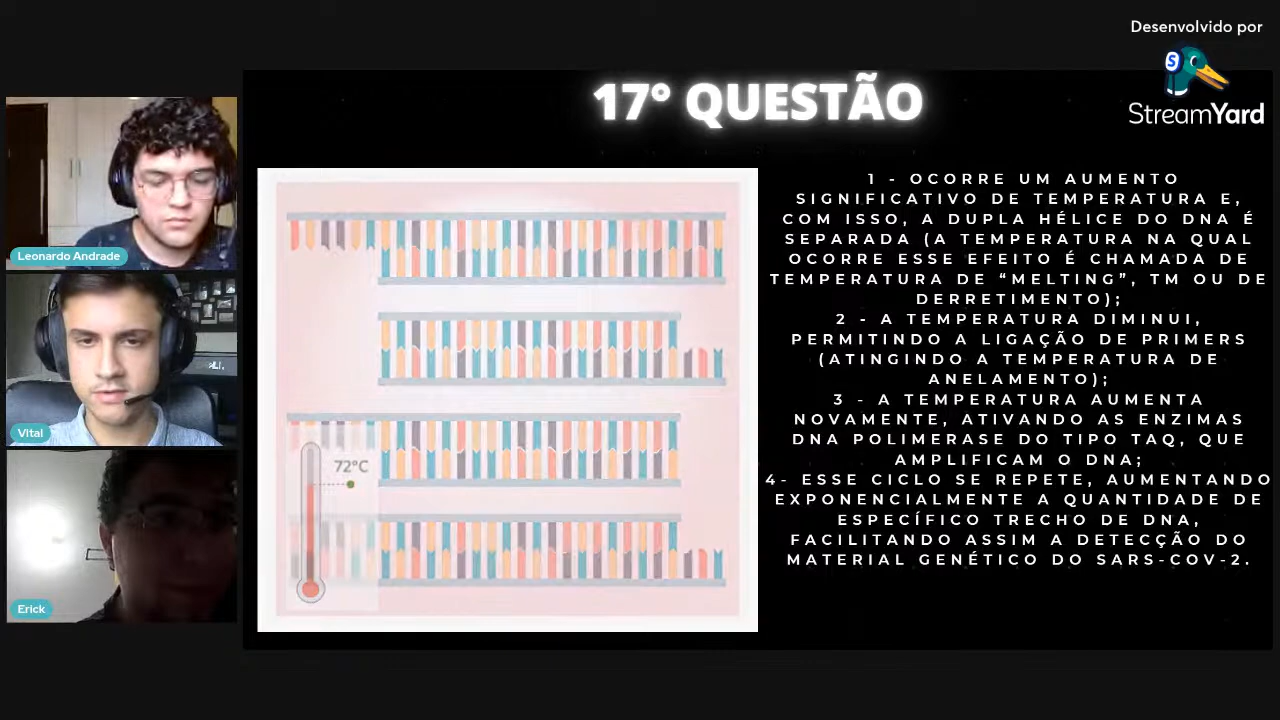 Desenvolvido por
StreamYard
17° QUESTÃO
Leonardo Andrade
Vital
Erick
72°C
1 - OCORRE UM AUMENTO
SIGNIFICATIVO DE TEMPERATURA E,
COM ISSO, A DUPLA HÉLICE DO DNA É
SEPARADA (A TEMPERATURA NA QUAL
OCORRE ESSE EFEITO É CHAMADA DE
TEMPERATURA DE “MELTING”, TM OU DE
DERRETIMENTO);
2 - A TEMPERATURA DIMINUI,
PERMITINDO A LIGAÇÃO DE PRIMERS
(ATINGINDO A TEMPERATURA DE
ANELAMENTO);
3 - A TEMPERATURA AUMENTA
NOVAMENTE, ATIVANDO AS ENZIMAS
DNA POLIMERASE DO TIPO TAQ, QUE
AMPLIFICAM O DNA;
4- ESSE CICLO SE REPETE, AUMENTANDO
EXPONENCIALMENTE A QUANTIDADE DE
ESPECÍFICO TRECHO DE DNA,
FACILITANDO ASSIM A DETECÇÃO DO
MATERIAL GENÉTICO DO SARS-COV-2.